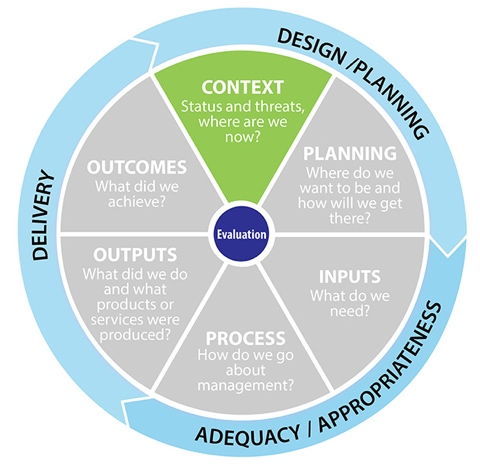 DESIGN /PLANNING
CONTEXT
Status and threats,
where are we
now?
PLANNING
Where do we
want to be and
how will we get
there?
INPUTS
What do we
need?
PROCESS
How do we go
about
management?
OUTPUTS
What did we do
and what
products or
services were
produced?
OUTCOMES
What did we
achieve?
Evaluation
ADEQUACY / APPROPRIATENESS
DELIVERY